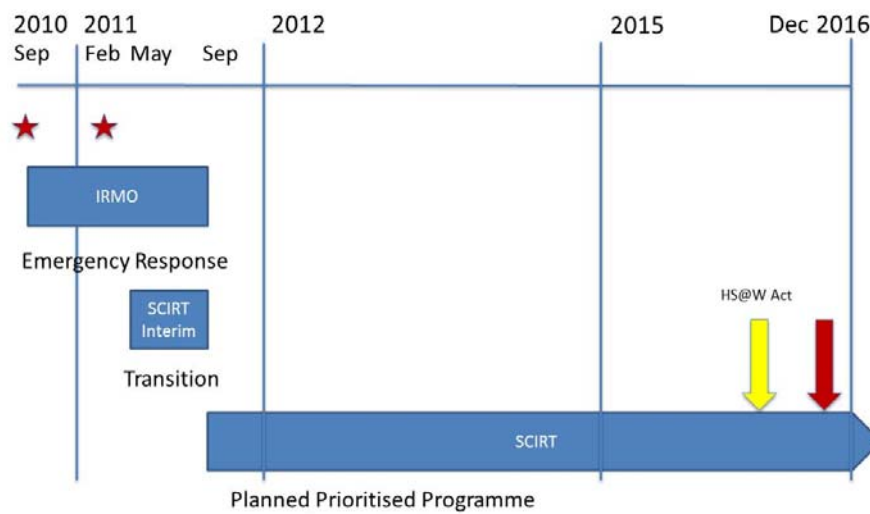 2010 2011 2012 2015 Dec 2016
Sep Feb May Sep
IRMO
Emergency Response
SCIRT
Interim
HS@W Act
Transition
SCIRT
Planned Prioritised Programme